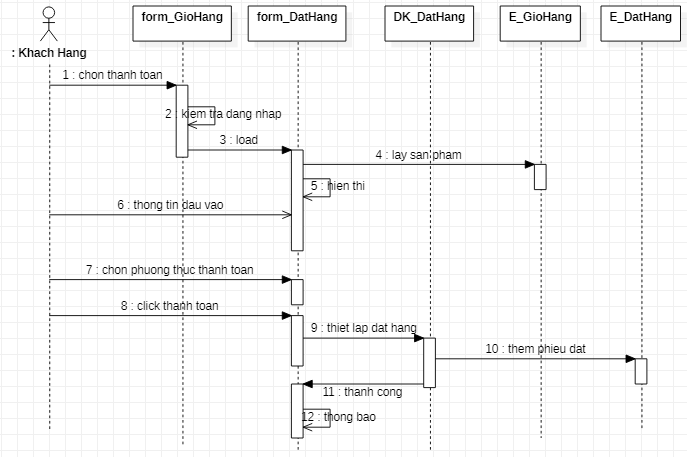 form_GioHang
form_DatHang
DK_DatHang
E_GioHang
E_DatHang
: Khach Hang
1 : chon thanh toan
2 : kiem tra dang nhap
3 : load
4 : lay san pham
5 : hien thi
6 : thong tin dau vao
7 : chon phuong thuc thanh toan
8 : click thanh toan
9 : thiet lap dat hang
10 : them phieu dat
11 : thanh cong
12 : thong bao